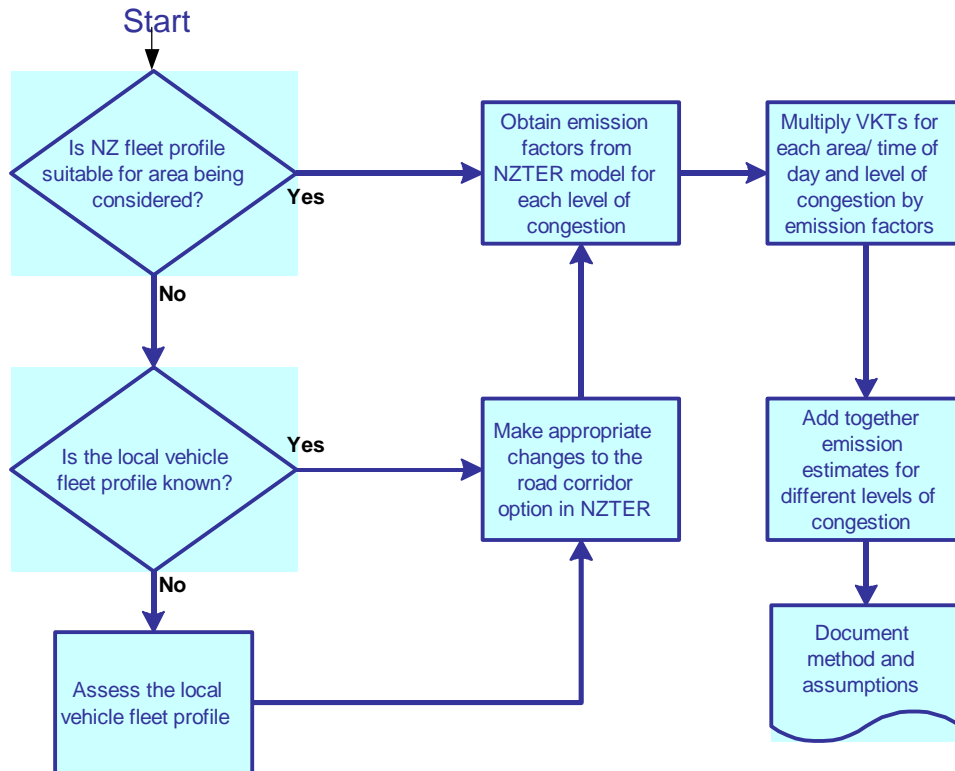 Start
Is NZ fleet profile
suitable for area being
considered?
Yes
No
Is the local vehicle
fleet profile known?
Yes
No
Assess the local
vehicle fleet profile
Make appropriate
changes to the
road corridor
option in NZTER
Obtain emission
factors from
NZTER model for
each level of
congestion
Multiply VKTs for
each area/ time of
day and level of
congestion by
emission factors
Add together
emission
estimates for
different levels of
congestion
Document
method and
assumptions